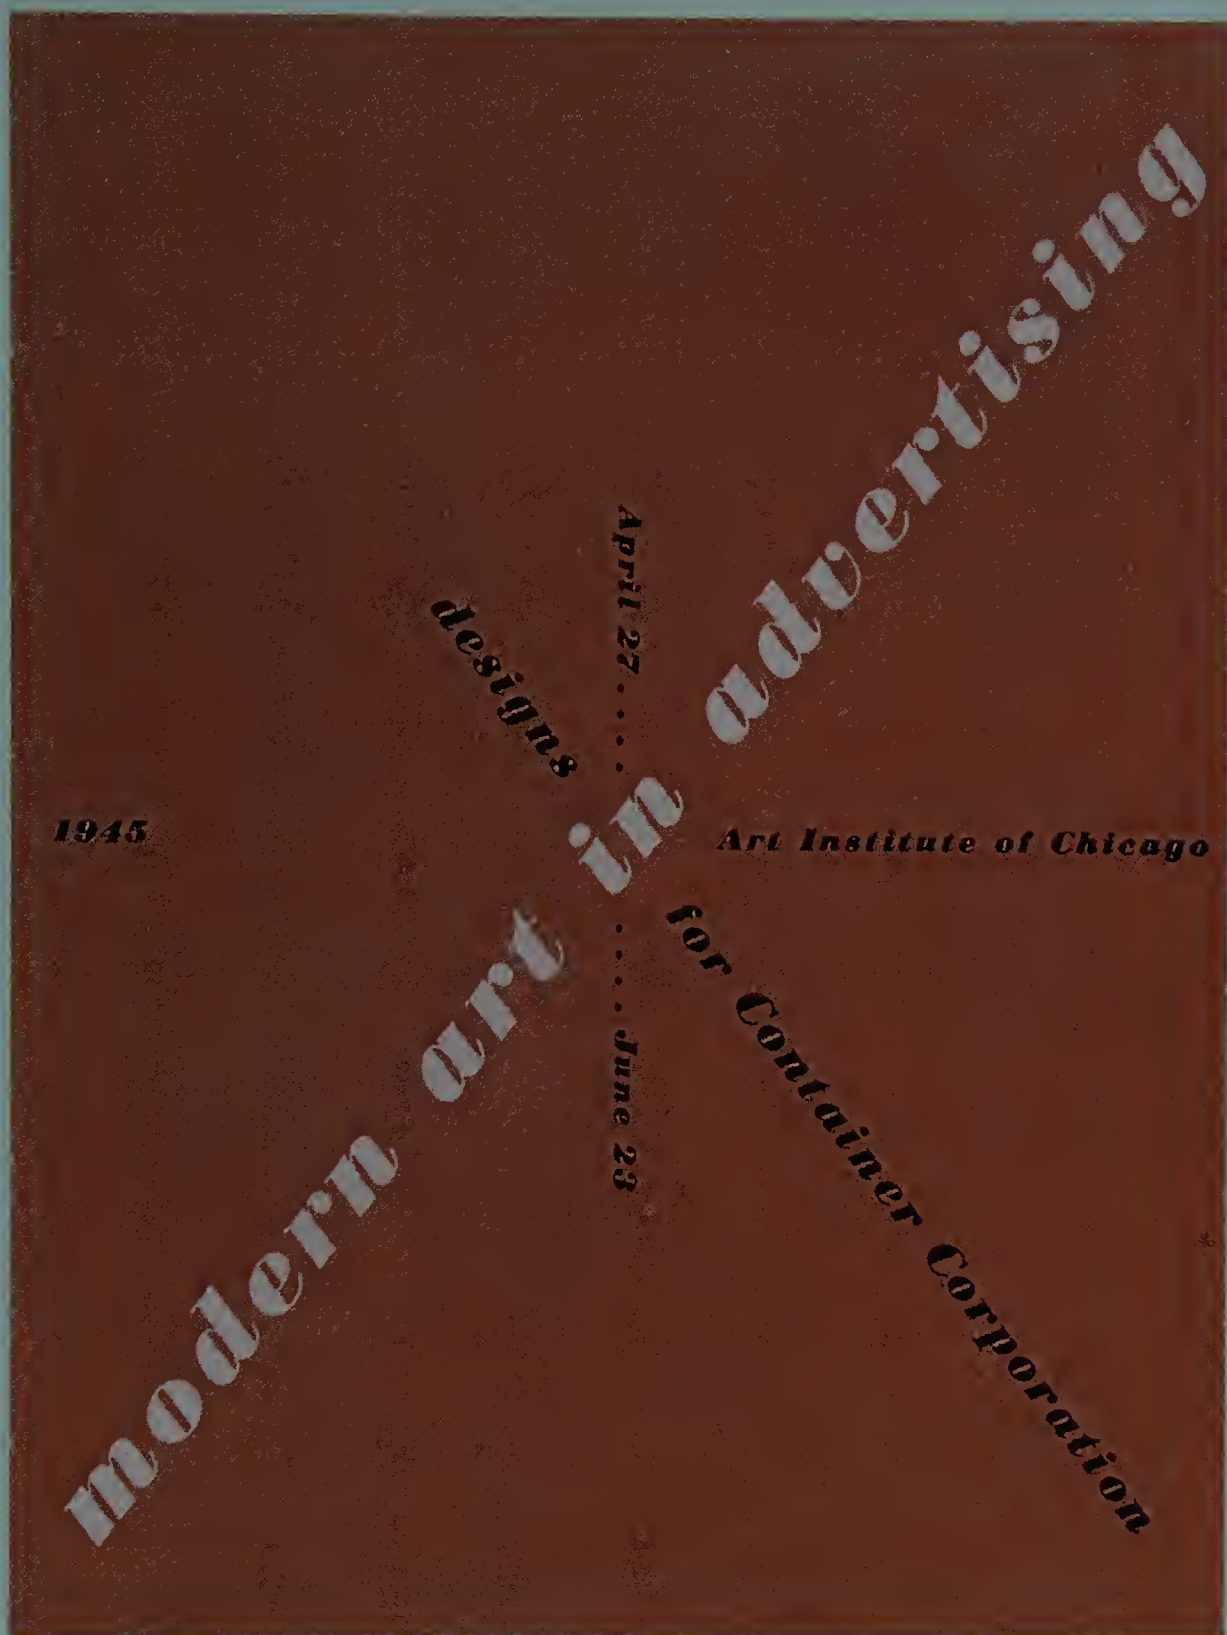 modern art in advertising
designs for Container Corporation
April 27 ........ June 23
1945 Art Institute of Chicago